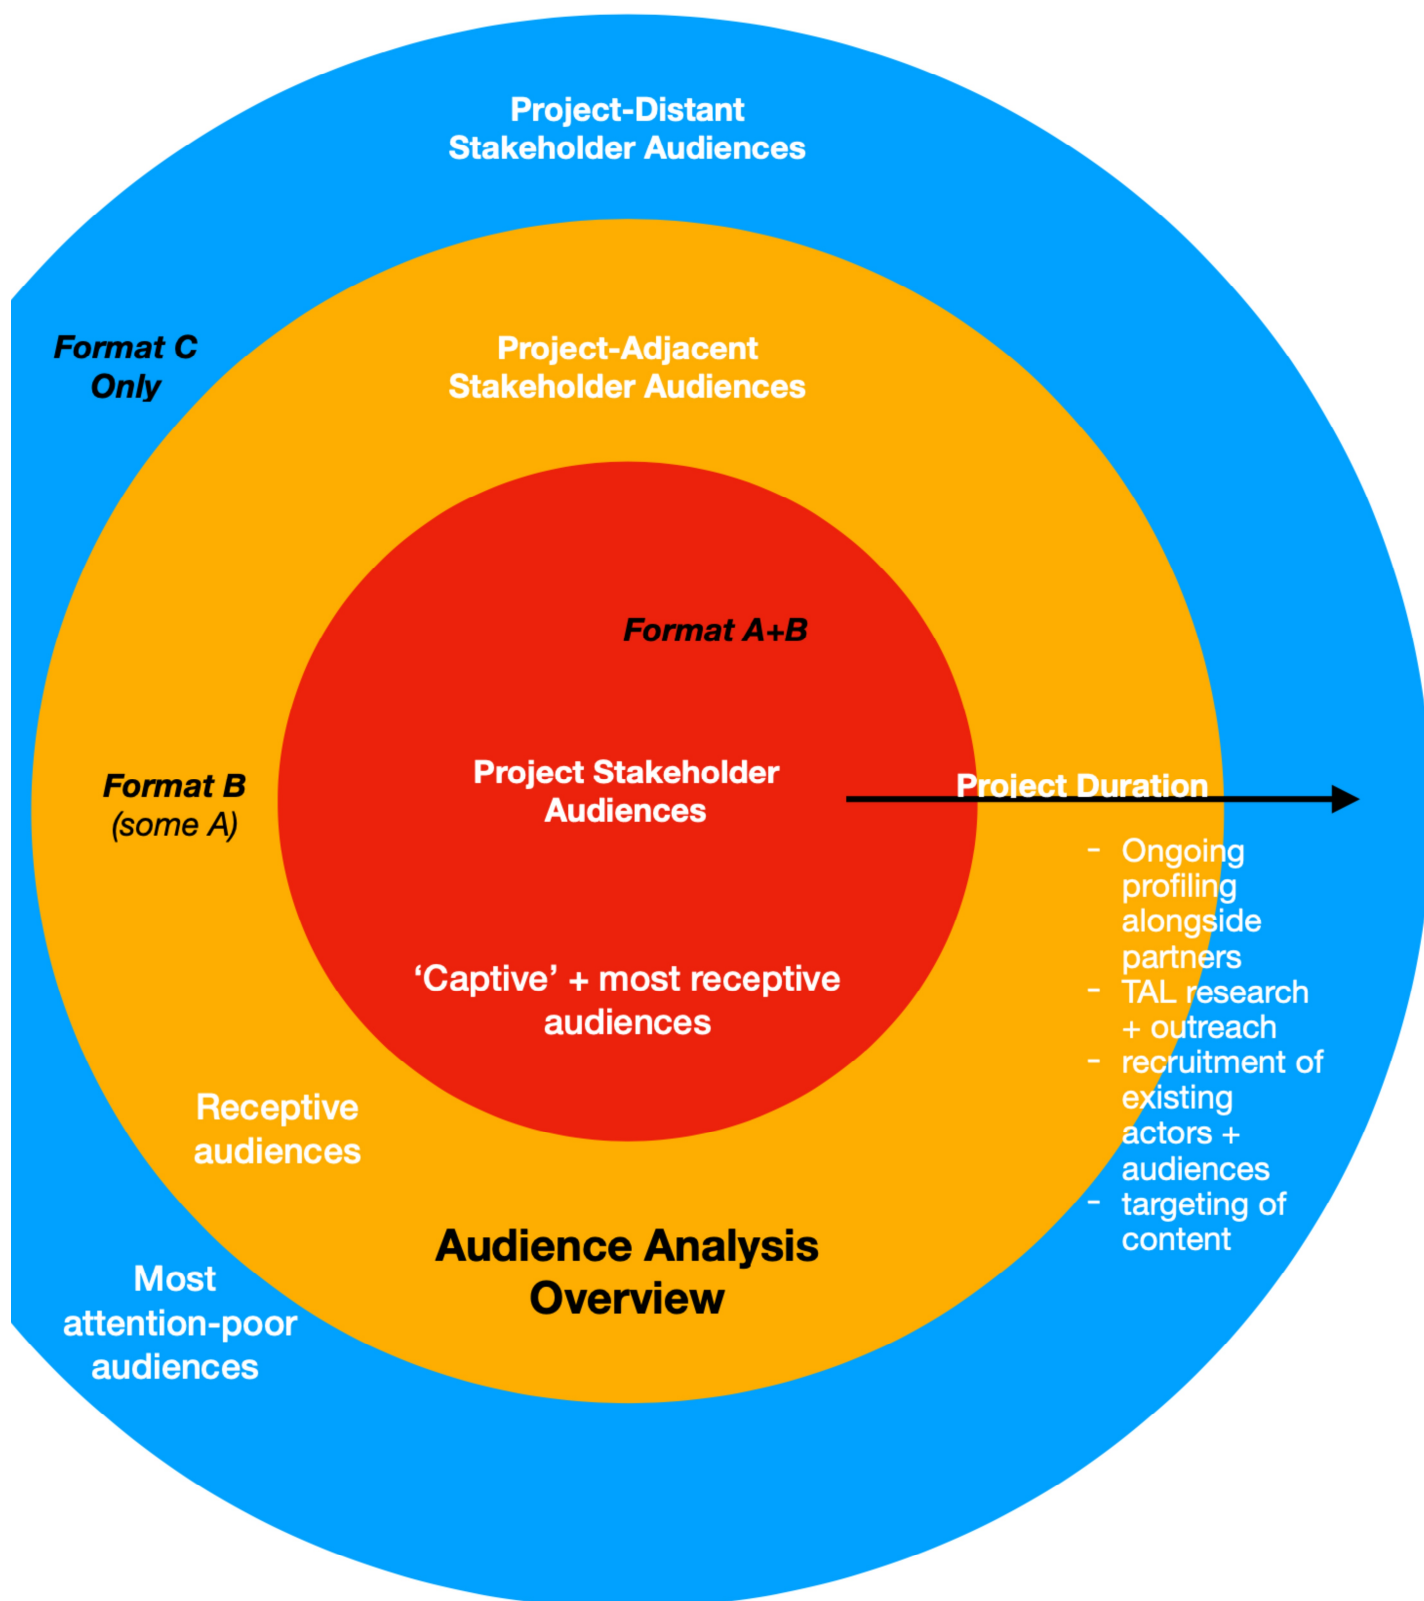 Project-Distant
Stakeholder Audiences
Format C
Only
Project-Adjacent
Stakeholder Audiences
Format A+B
Project Stakeholder
Audiences
Format B
(some A)
Project Duration
- Ongoing
profiling
alongside
partners
- TAL research
+ outreach
- recruitment of
existing
actors +
audiences
- targeting of
content
‘Captive’ + most receptive
audiences
Receptive
audiences
Audience Analysis
Overview
Most
attention-poor
audiences